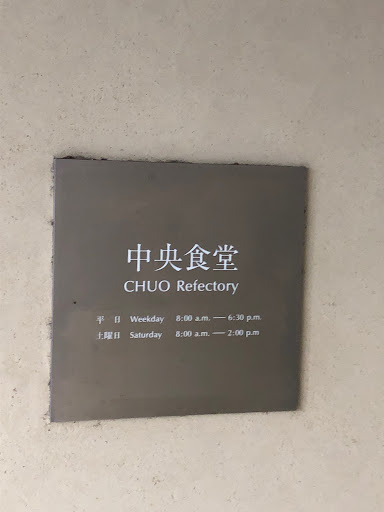 中央食堂
CHUO Refectory
平 日 Weekday 8:00 a.m. — 6:30 p.m.
土曜日 Saturday 8:00 a.m. — 2:00 p.m